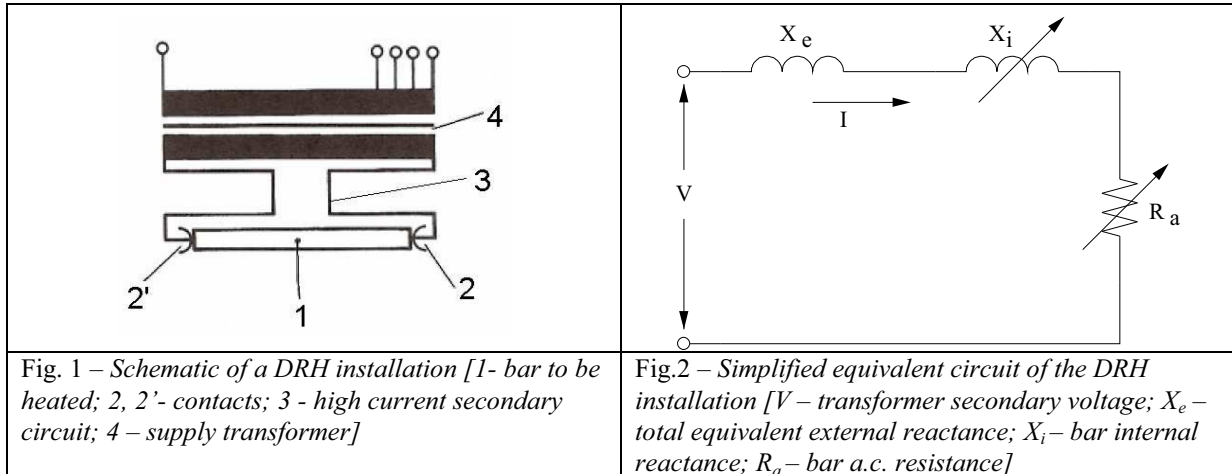 4
3
2'
1
2
X e
X i
I
V
R a
Fig. 1 – Schematic of a DRH installation [1- bar to be
heated; 2, 2’- contacts; 3 - high current secondary
circuit; 4 – supply transformer]
Fig.2 – Simplified equivalent circuit of the DRH
installation [V – transformer secondary voltage; Xe –
total equivalent external reactance; Xi – bar internal
reactance; Ra – bar a.c. resistance]